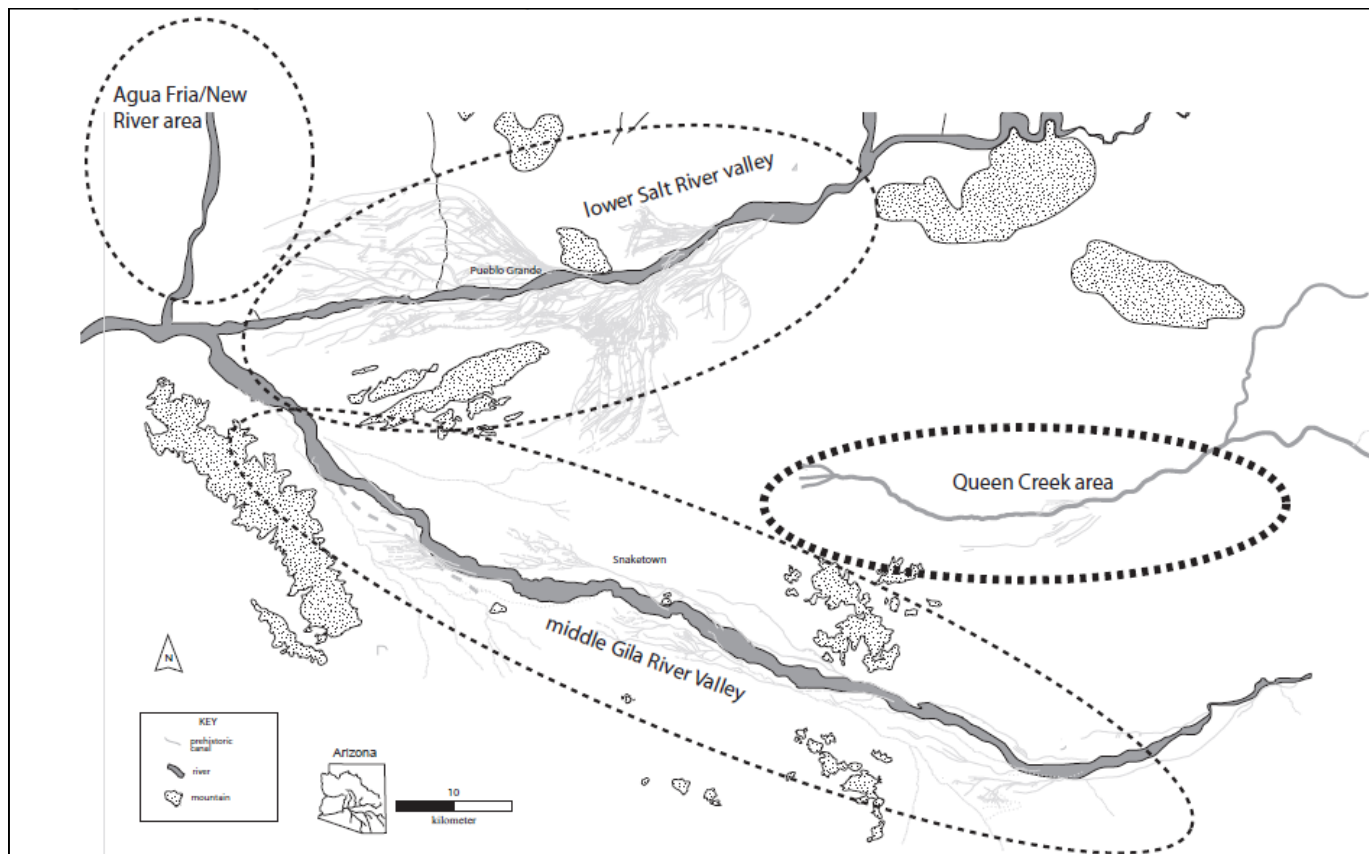 Agua Fria/New
River area
lower Salt River valley
Pueblo Grande
Queen Creek area
Snaketown
middle Gila River Valley
N
KEY
prehistoric
canal
river
mountain
Arizona
10
kilometer